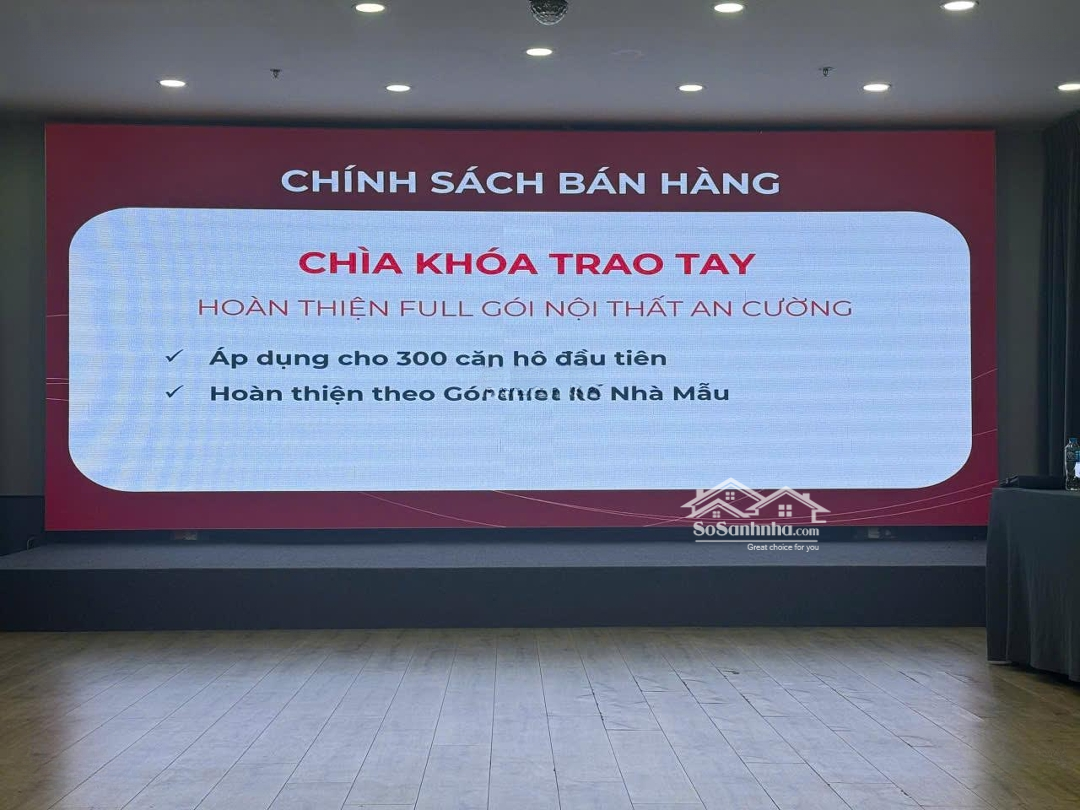 CHÍNH SÁCH BÁN HÀNG
CHÌA KHÓA TRAO TAY
HOÀN THIỆN FULL GÓI NỘI THẤT AN CƯỜNG
Áp dụng cho 300 căn hô đầu tiên
Hoàn thiện theo Nhà Mẫu
SoSanhnha.com
Great choice for you